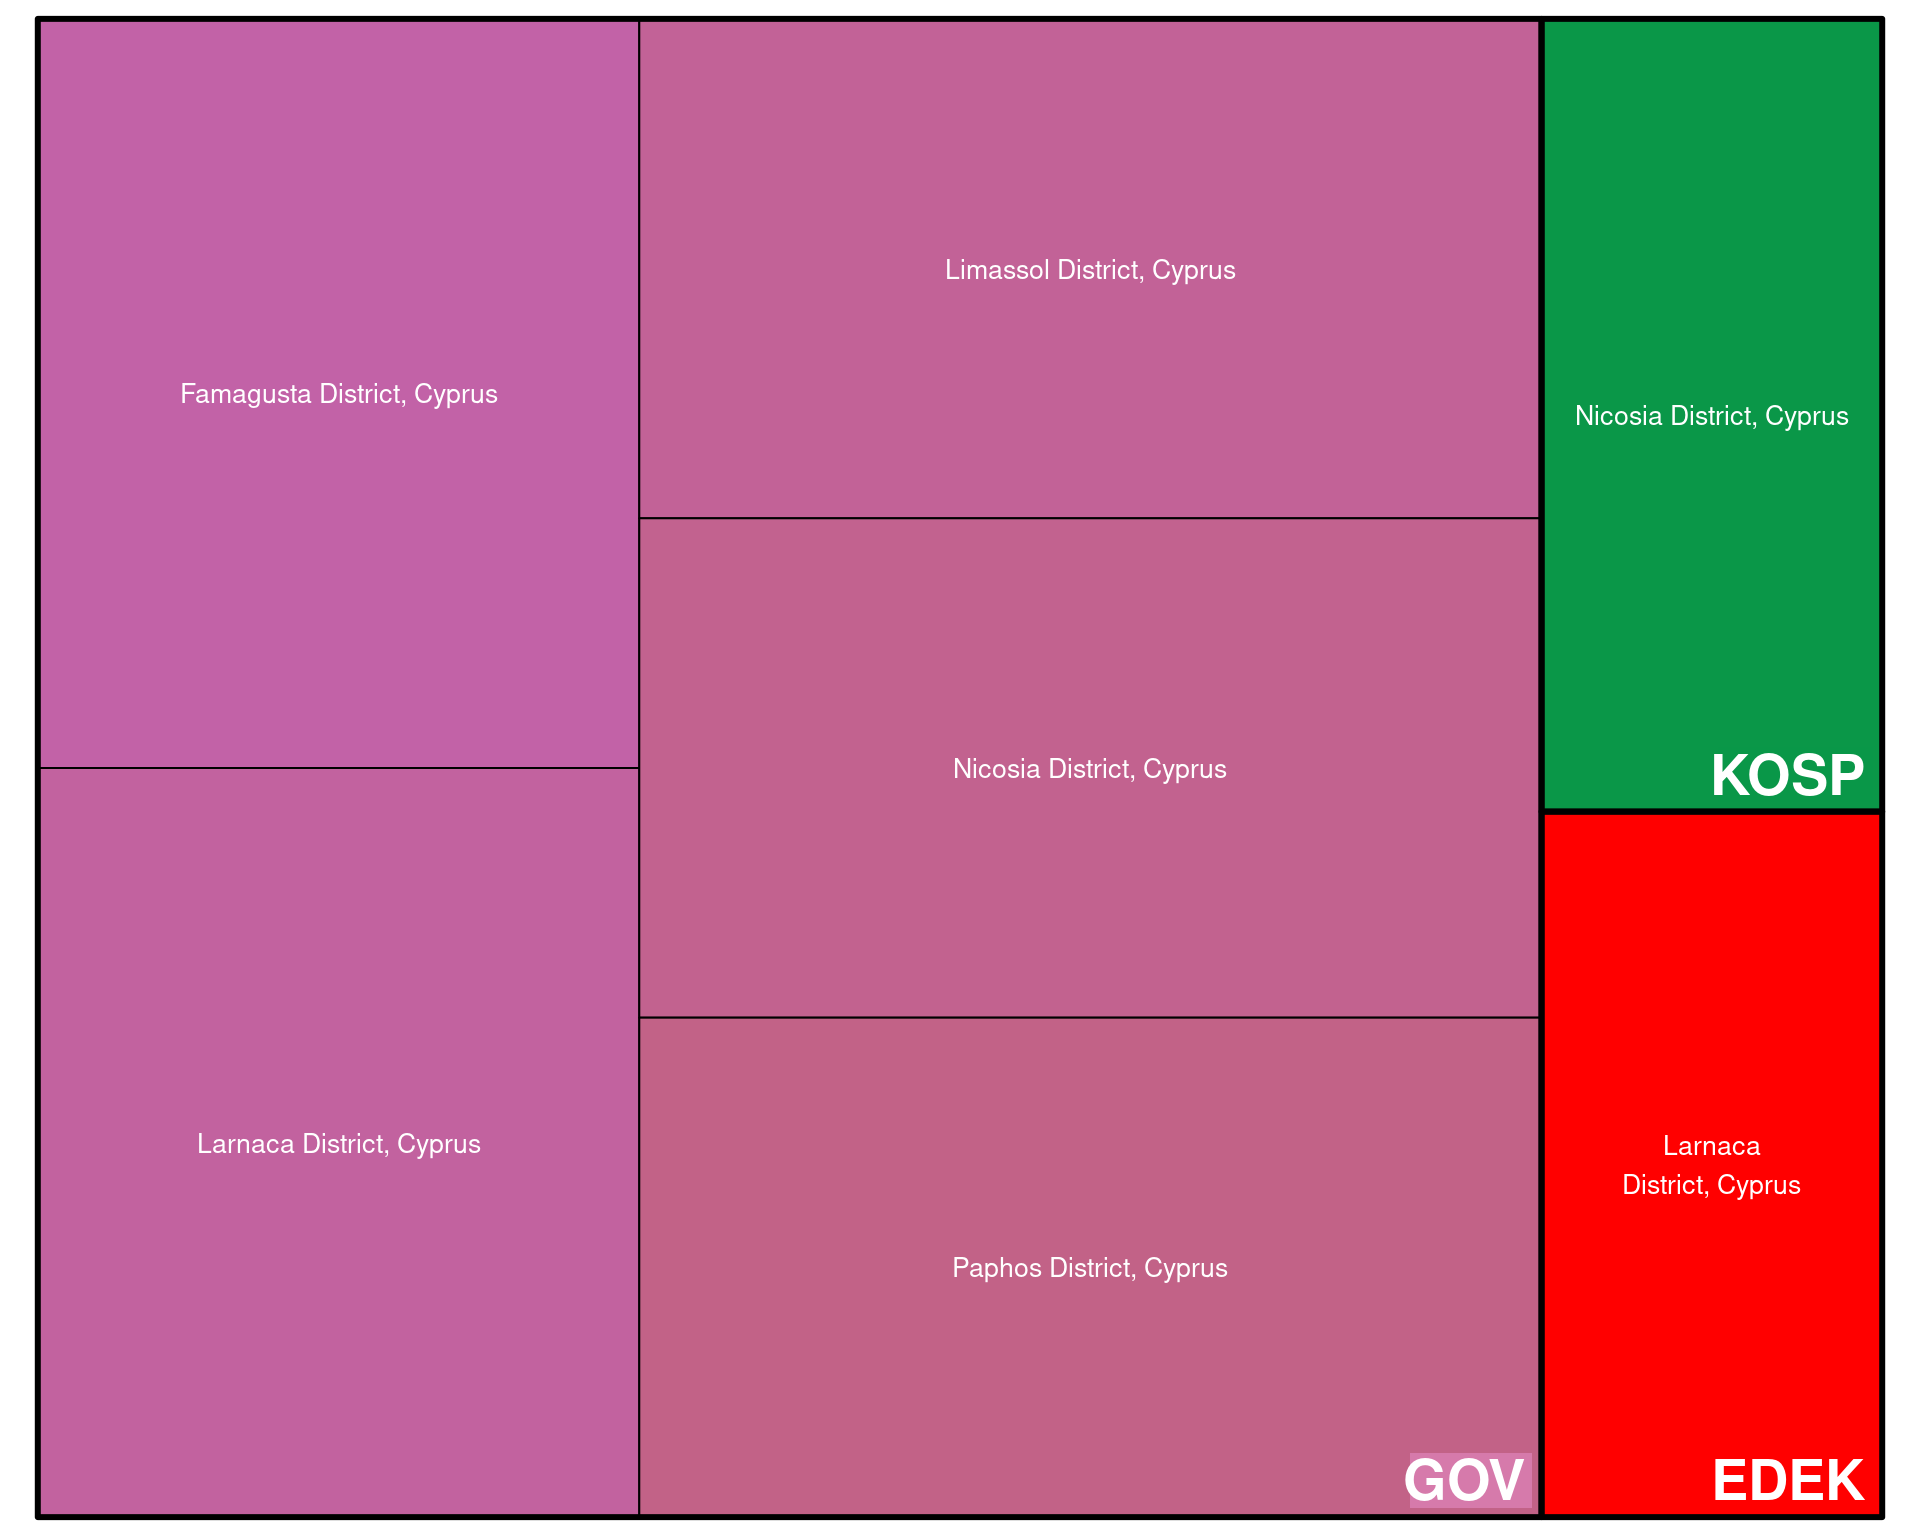 Famagusta District, Cyprus
Larnaca District, Cyprus
Limassol District, Cyprus
Nicosia District, Cyprus
Paphos District, Cyprus
GOV
Nicosia District, Cyprus
KOSP
Larnaca
District, Cyprus
EDEK